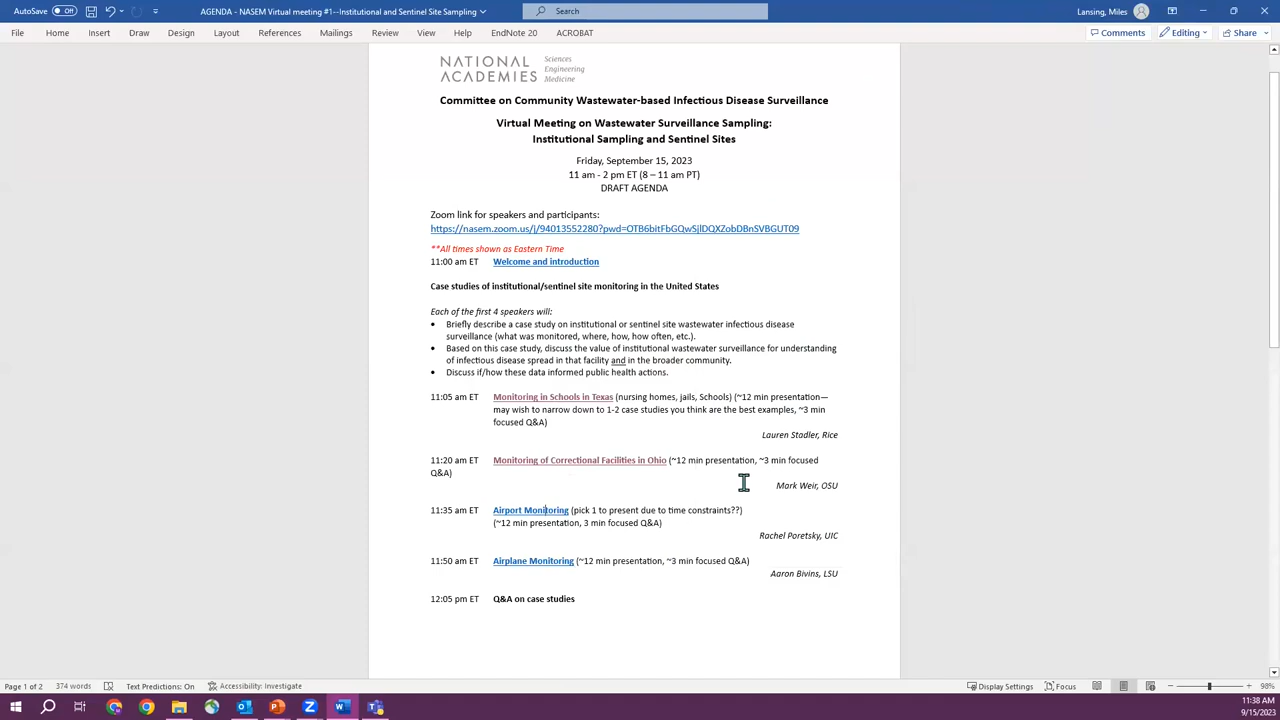 AutoSave Off AGENDA - NASEM Virtual meeting #1--Institutional and Sentinel Site Sampling Search Lansing, Miles
File Home Insert Draw Design Layout References Mailings Review View Help EndNote 20 ACROBAT Comments Editing Share
NATIONAL ACADEMIES
Sciences
Engineering
Medicine
Committee on Community Wastewater-based Infectious Disease Surveillance
Virtual Meeting on Wastewater Surveillance Sampling:
Institutional Sampling and Sentinel Sites
Friday, September 15, 2023
11 am - 2 pm ET (8 – 11 am PT)
DRAFT AGENDA
Zoom link for speakers and participants:
https://nasem.zoom.us/j/94013552280?pwd=OTB6bitFbGQwSjlDQXZobDBnSVBGUT09
**All times shown as Eastern Time
11:00 am ET Welcome and introduction
Case studies of institutional/sentinel site monitoring in the United States
Each of the first 4 speakers will:
• Briefly describe a case study on institutional or sentinel site wastewater infectious disease
surveillance (what was monitored, where, how, how often, etc.).
• Based on this case study, discuss the value of institutional wastewater surveillance for understanding
of infectious disease spread in that facility and in the broader community.
• Discuss if/how these data informed public health actions.
11:05 am ET Monitoring in Schools in Texas (nursing homes, jails, Schools) (~12 min presentation—
may wish to narrow down to 1-2 case studies you think are the best examples, ~3 min
focused Q&A)
Lauren Stadler, Rice
11:20 am ET Monitoring of Correctional Facilities in Ohio (~12 min presentation, ~3 min focused
Q&A)
Mark Weir, OSU
11:35 am ET Airport Monitoring (pick 1 to present due to time constraints??)
(~12 min presentation, 3 min focused Q&A)
Rachel Poretsky, UIC
11:50 am ET Airplane Monitoring (~12 min presentation, ~3 min focused Q&A)
Aaron Bivins, LSU
12:05 pm ET Q&A on case studies
Page 1 of 2 374 words Text Predictions: On Accessibility: Investigate Display Settings Focus 98%
11:38 AM
9/15/2023